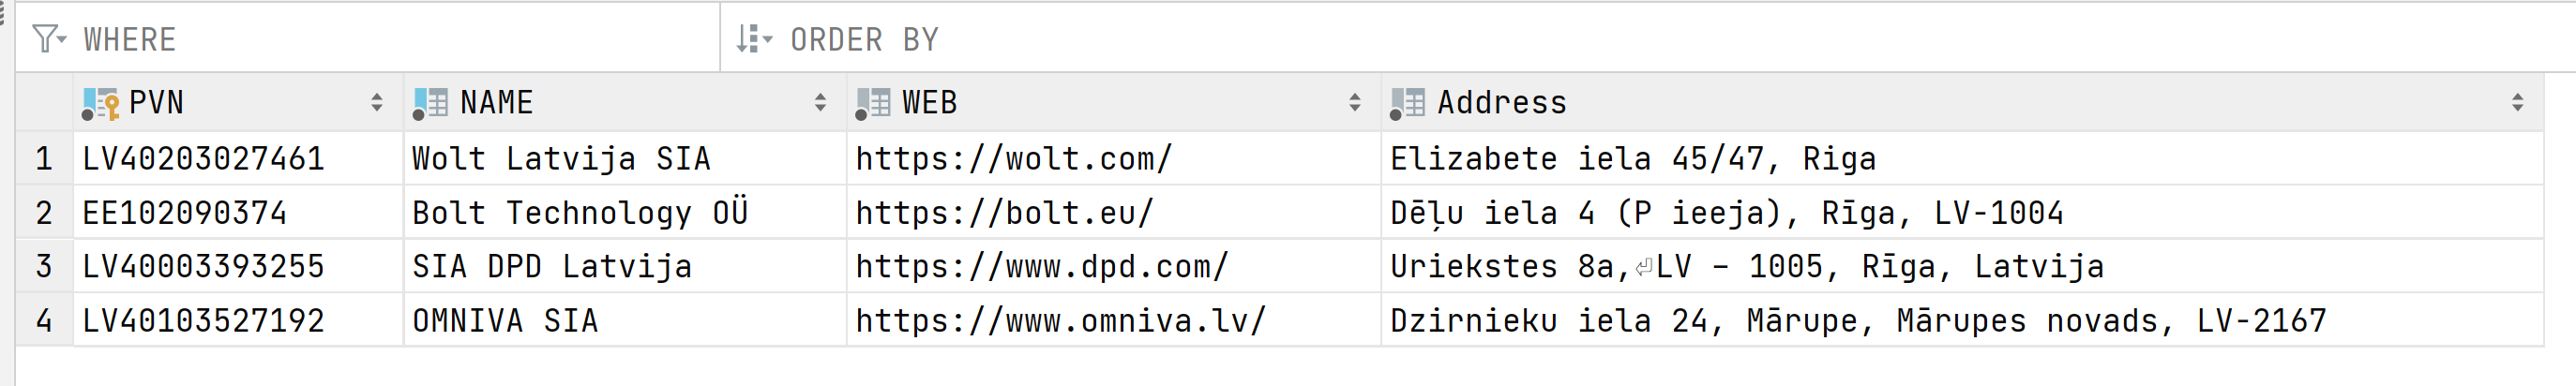 WHERE ORDER BY
PVN NAME WEB Address
1 LV40203027461 Wolt Latvija SIA https://wolt.com/ Elizabete iela 45/47, Riga
2 EE102090374 Bolt Technology OÜ https://bolt.eu/ Dēļu iela 4 (P ieeja), Rīga, LV-1004
3 LV40003393255 SIA DPD Latvija https://www.dpd.com/ Uriekstes 8a,⏎LV – 1005, Rīga, Latvija
4 LV40103527192 OMNIVA SIA https://www.omniva.lv/ Dzirnieku iela 24, Mārupe, Mārupes novads, LV-2167